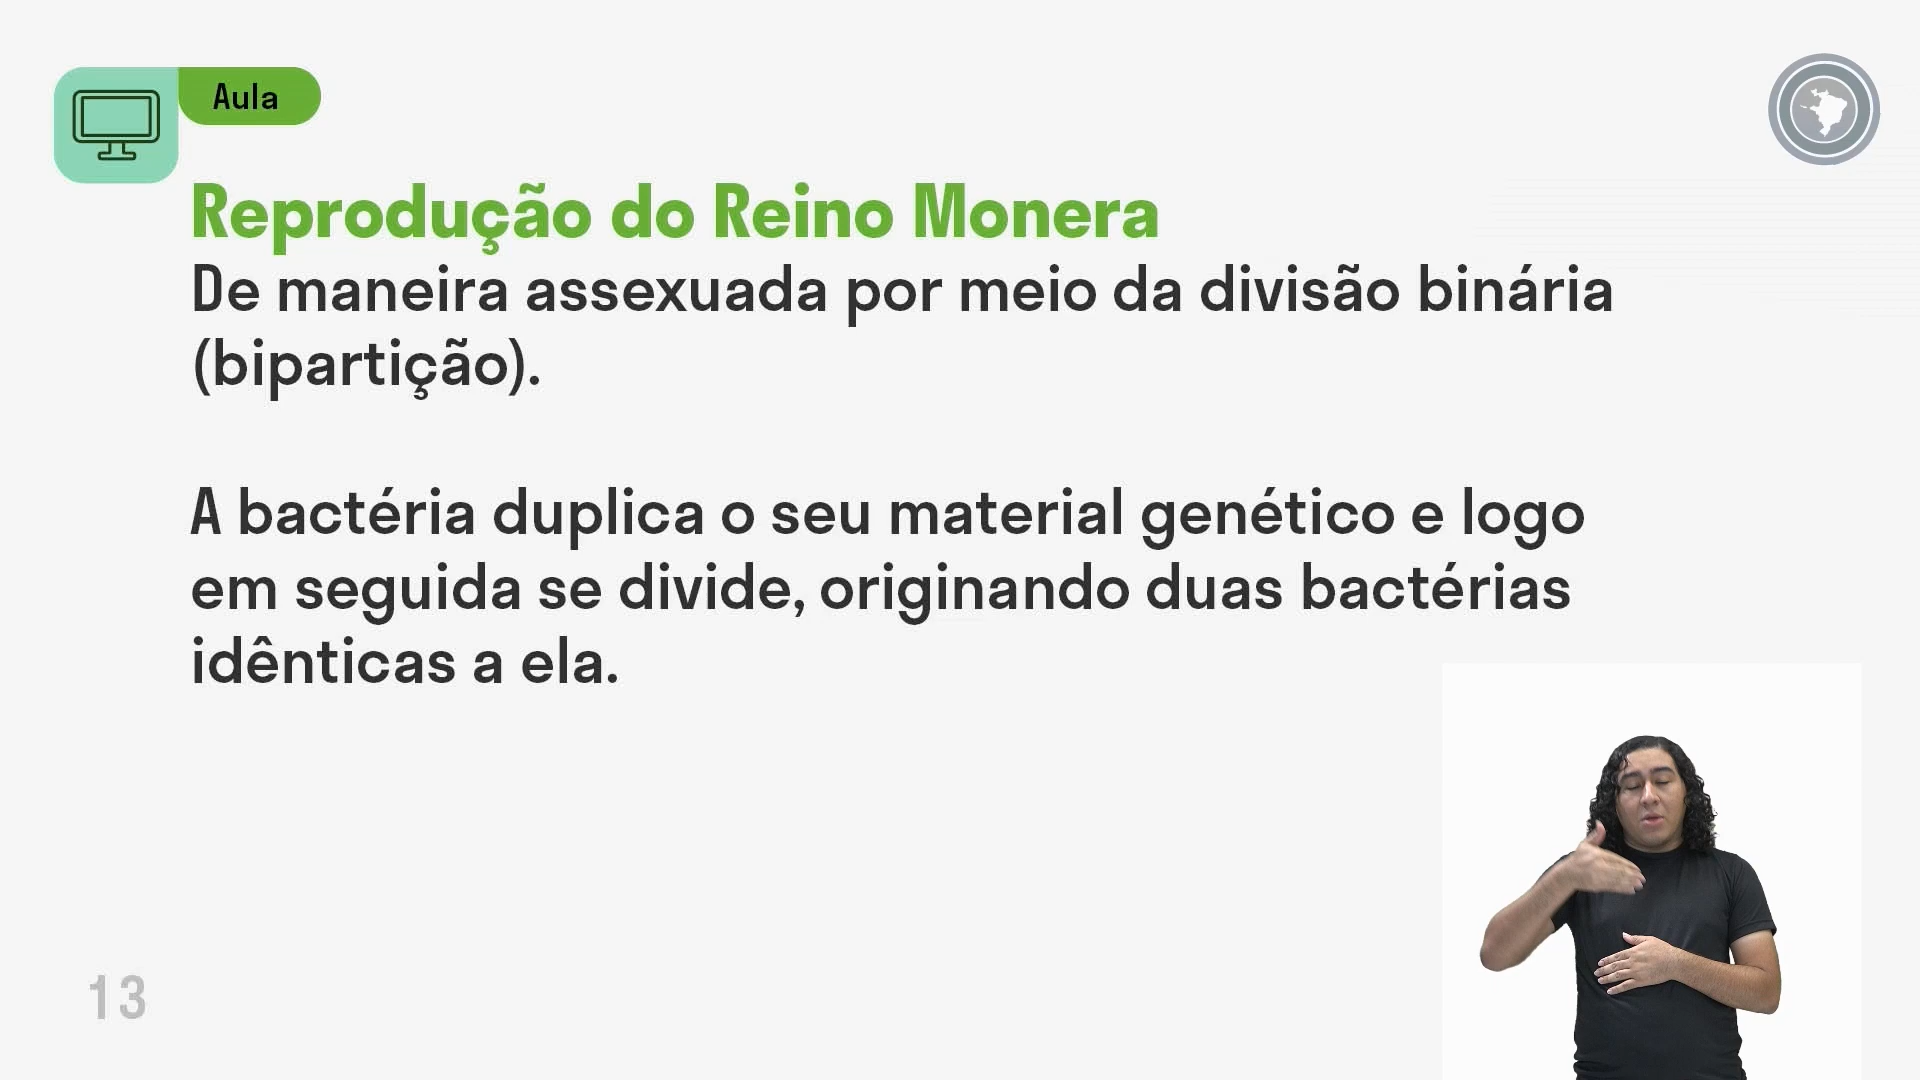 Aula
Reprodução do Reino Monera
De maneira assexuada por meio da divisão binária
(bipartição).
A bactéria duplica o seu material genético e logo
em seguida se divide, originando duas bactérias
idênticas a ela.
13